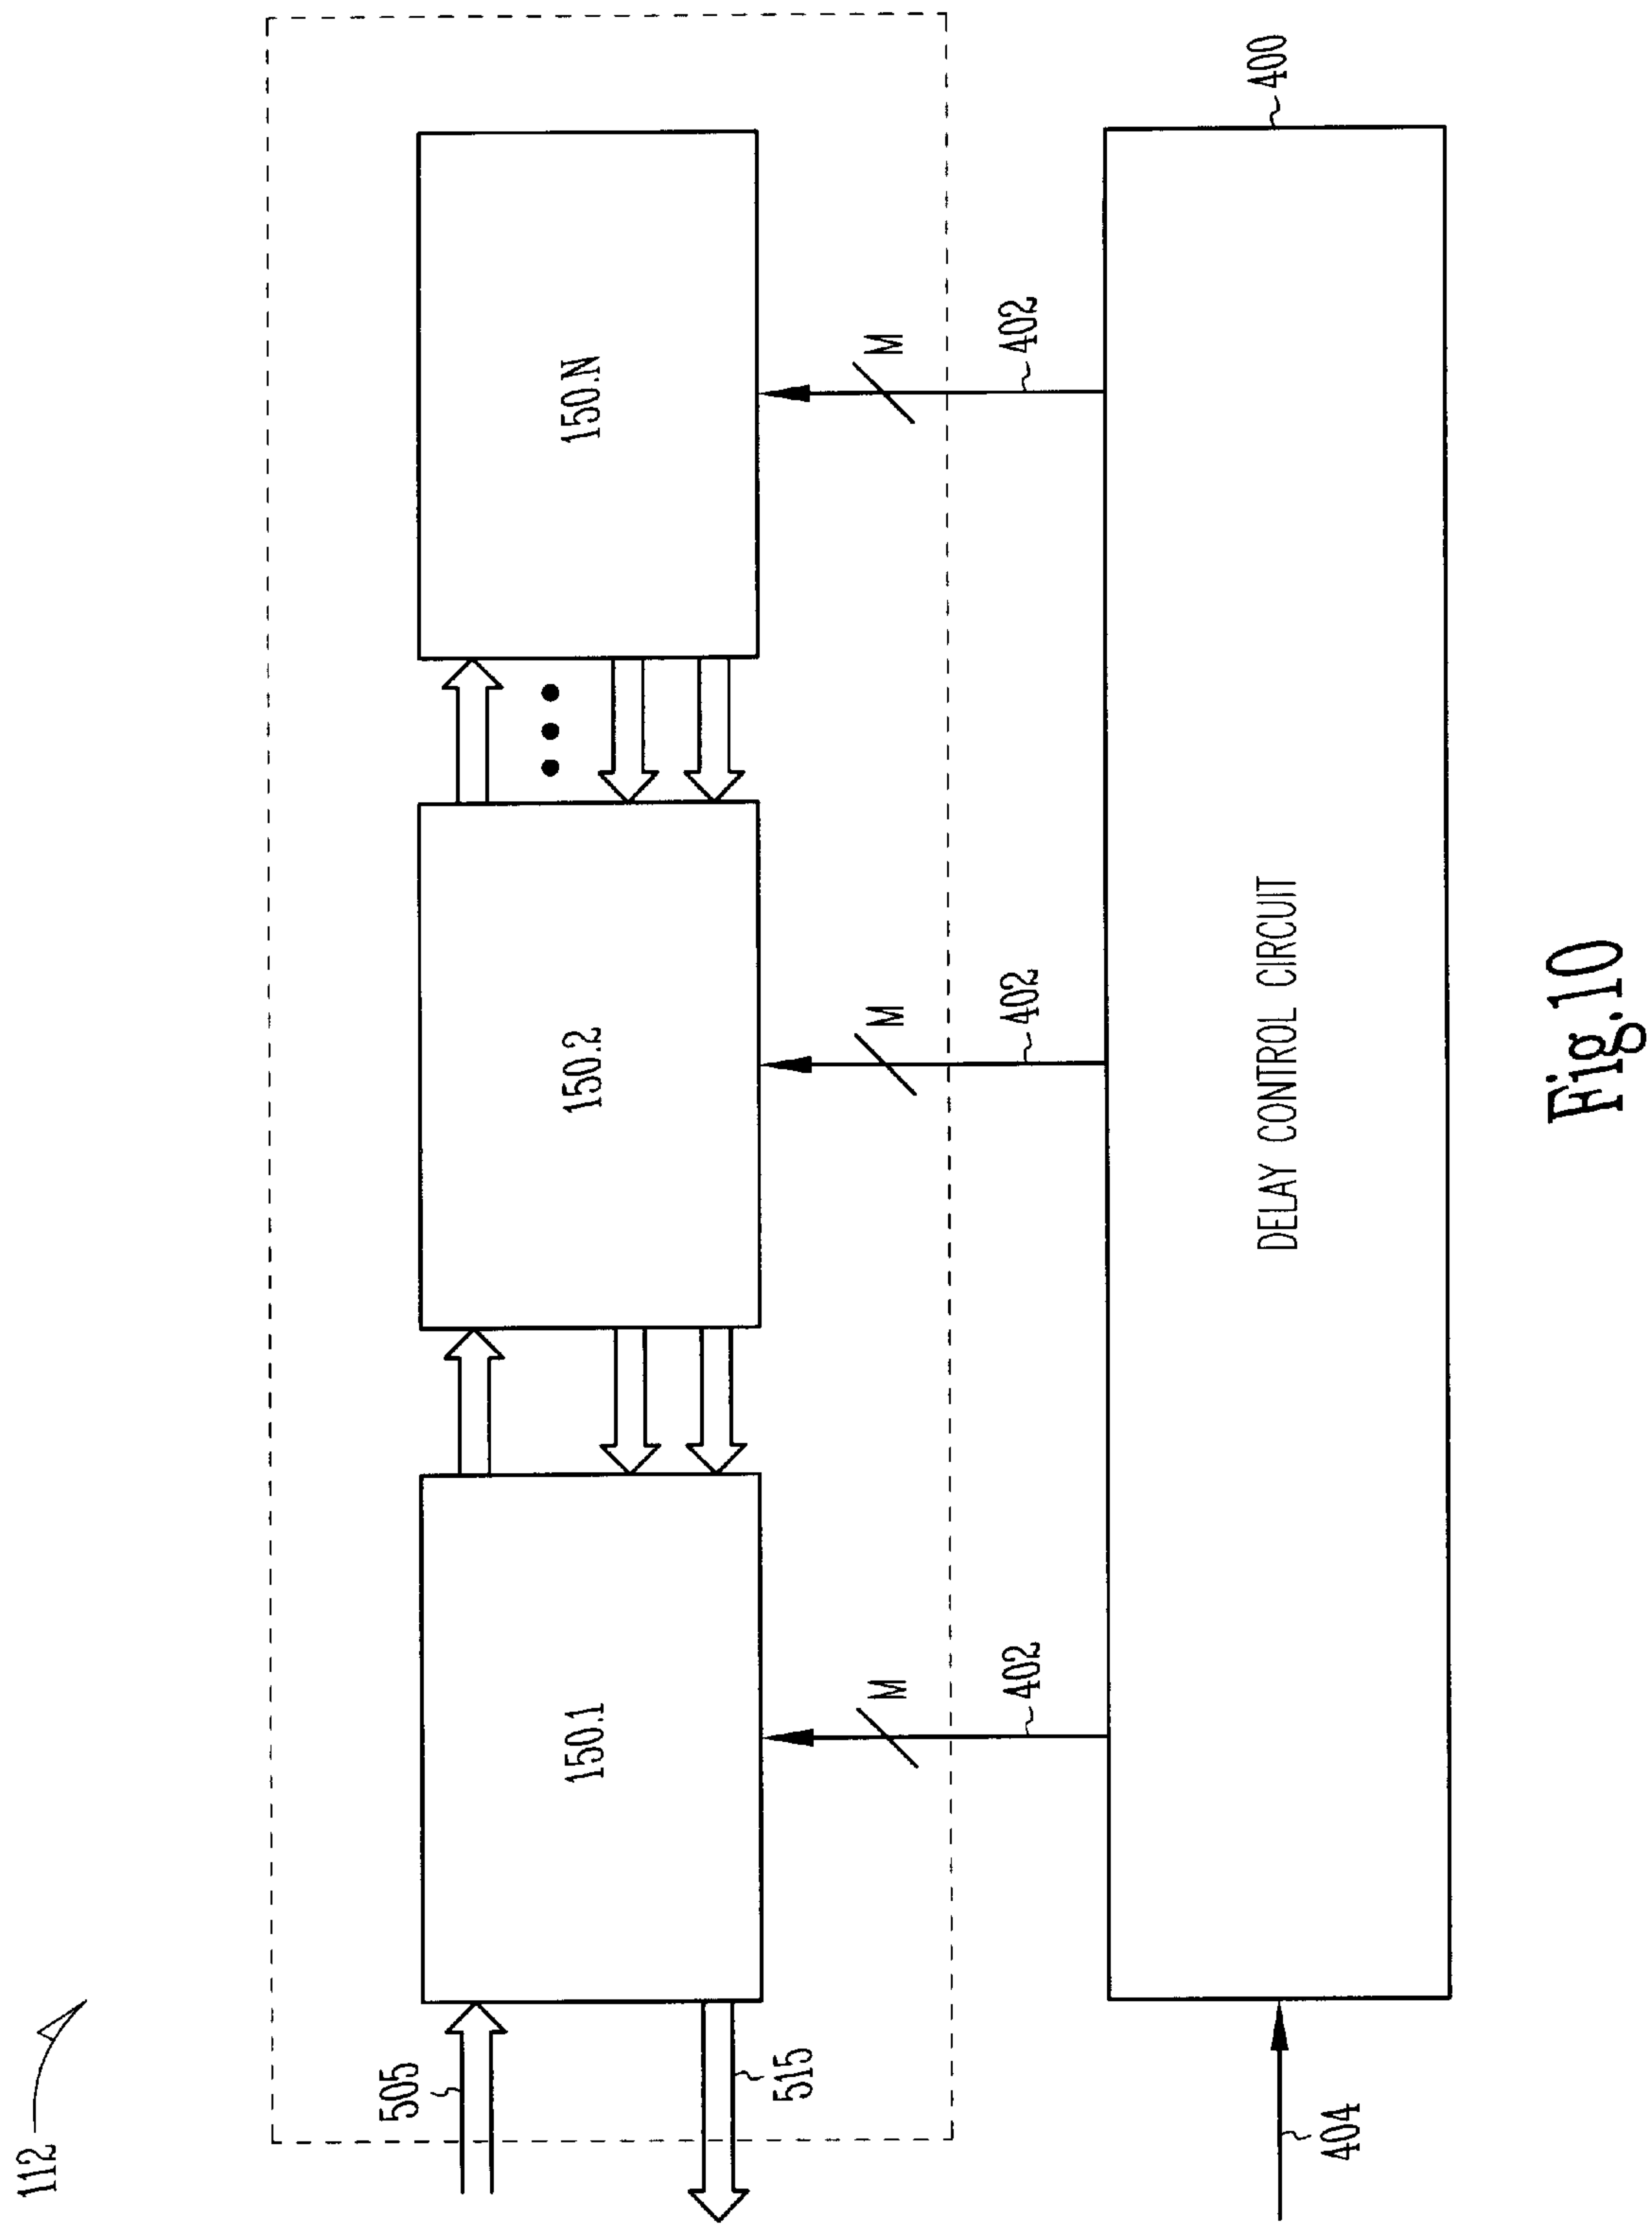 112
505
515
150.1
150.2
150.N
M
M
M
402
402
402
404
DELAY CONTROL CIRCUIT
400
Fig.10